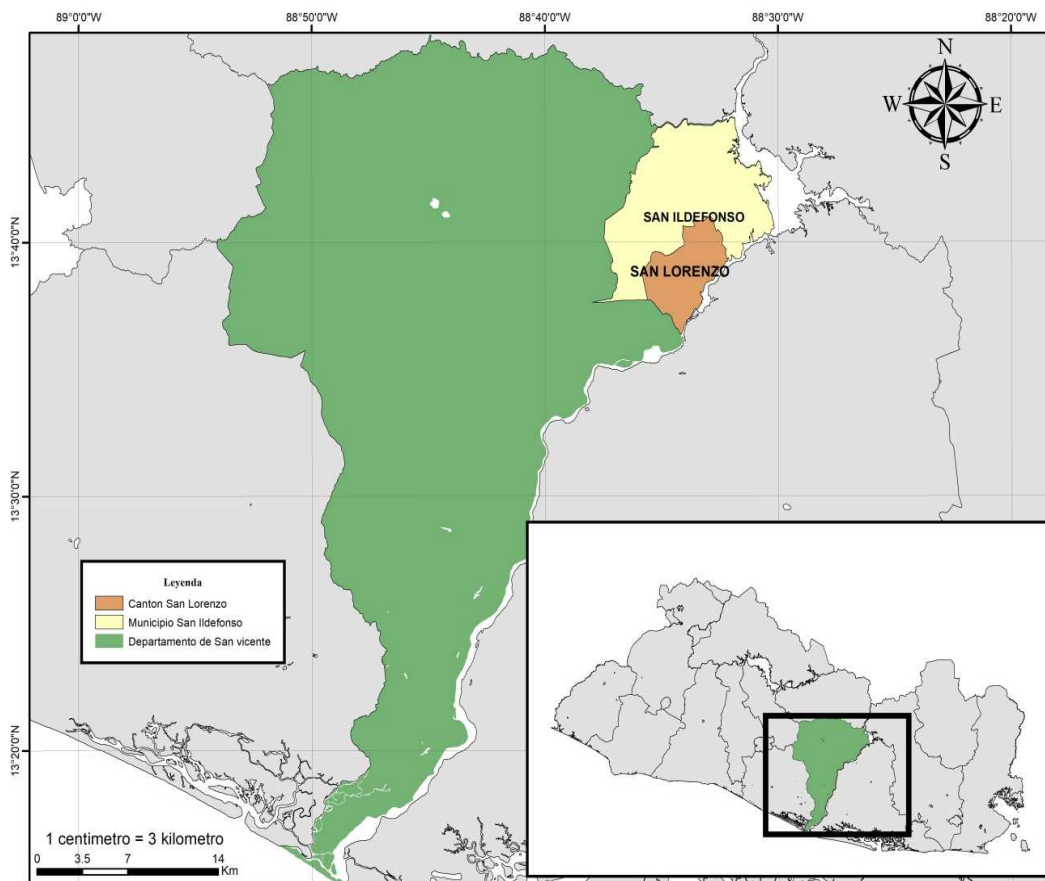 89°0'0"W 88°50'0"W 88°40'0"W 88°30'0"W 88°20'0"W
N
W E
S
13°40'0"N
SAN ILDEFONSO
SAN LORENZO
13°30'0"N
Leyenda
Canton San Lorenzo
Municipio San Ildefonso
Departamento de San vicente
13°20'0"N
1 centimetro = 3 kilometro
0 3.5 7 14
Km